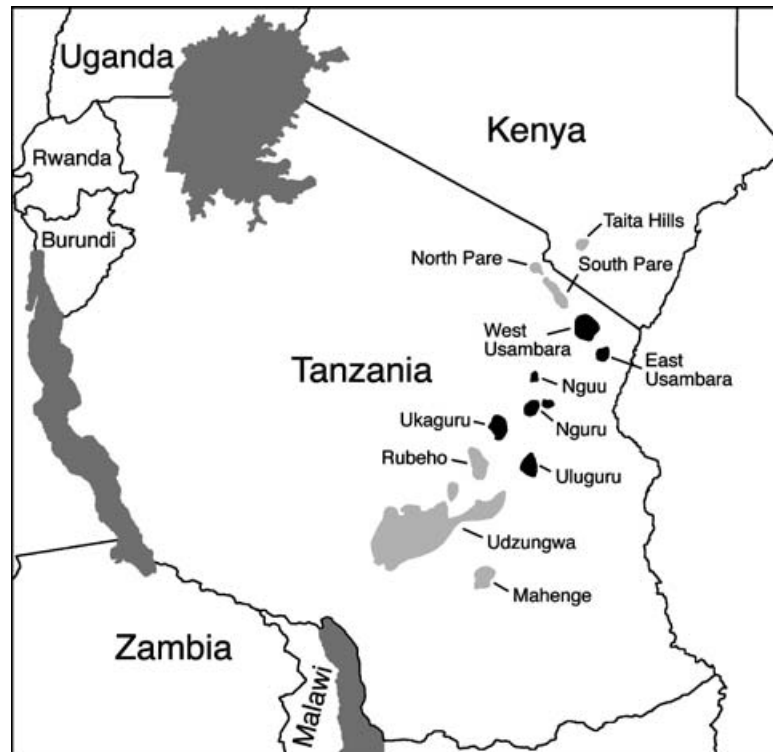 Uganda
Kenya
Rwanda
Burundi
Taita Hills
North Pare
South Pare
West
Usambara
East
Usambara
Tanzania
Nguu
Ukaguru
Nguru
Rubeho
Uluguru
Udzungwa
Mahenge
Zambia
Malawi